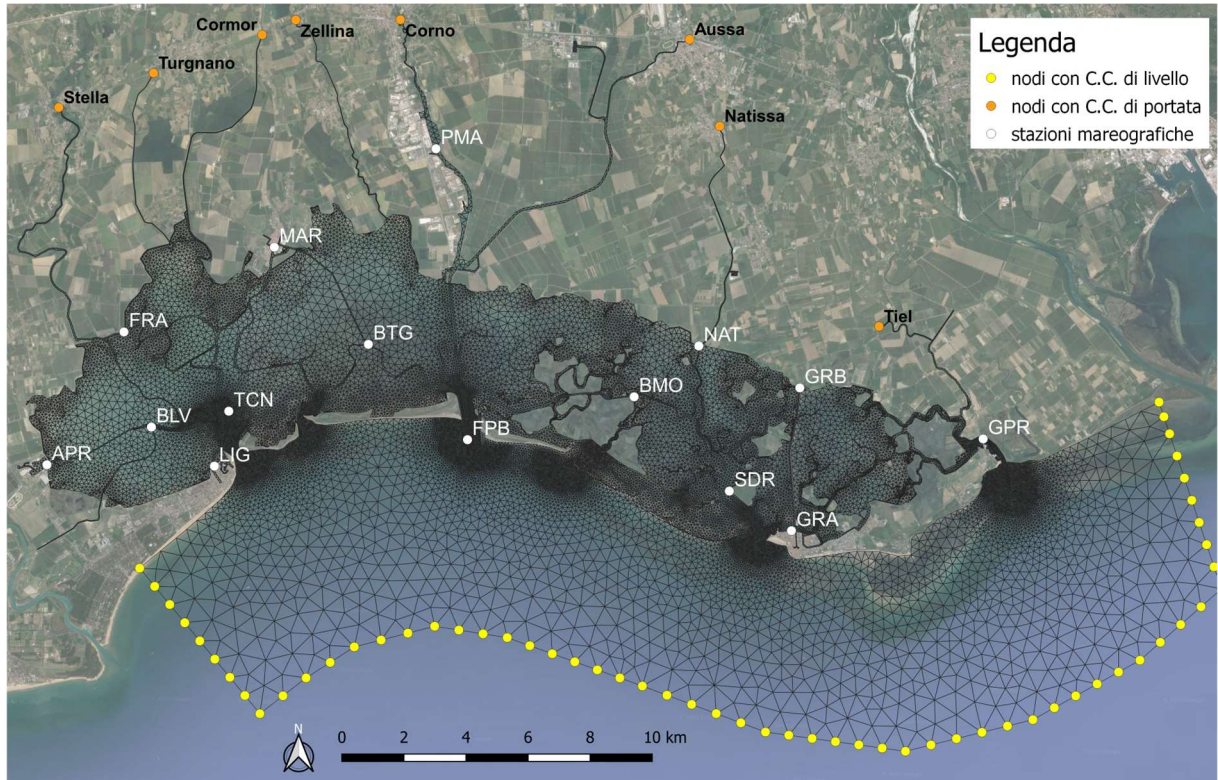 Cormor
Zellina
Corno
Aussa
Turgnano
Stella
Natissa
PMA
Legenda
nodi con C.C. di livello
nodi con C.C. di portata
stazioni mareografiche
MAR
FRA
BTG
NAT
Tiel
GRB
BMO
TCN
BLV
FPB
GPR
APR
LIG
SDR
GRA
N
0 2 4 6 8 10 km